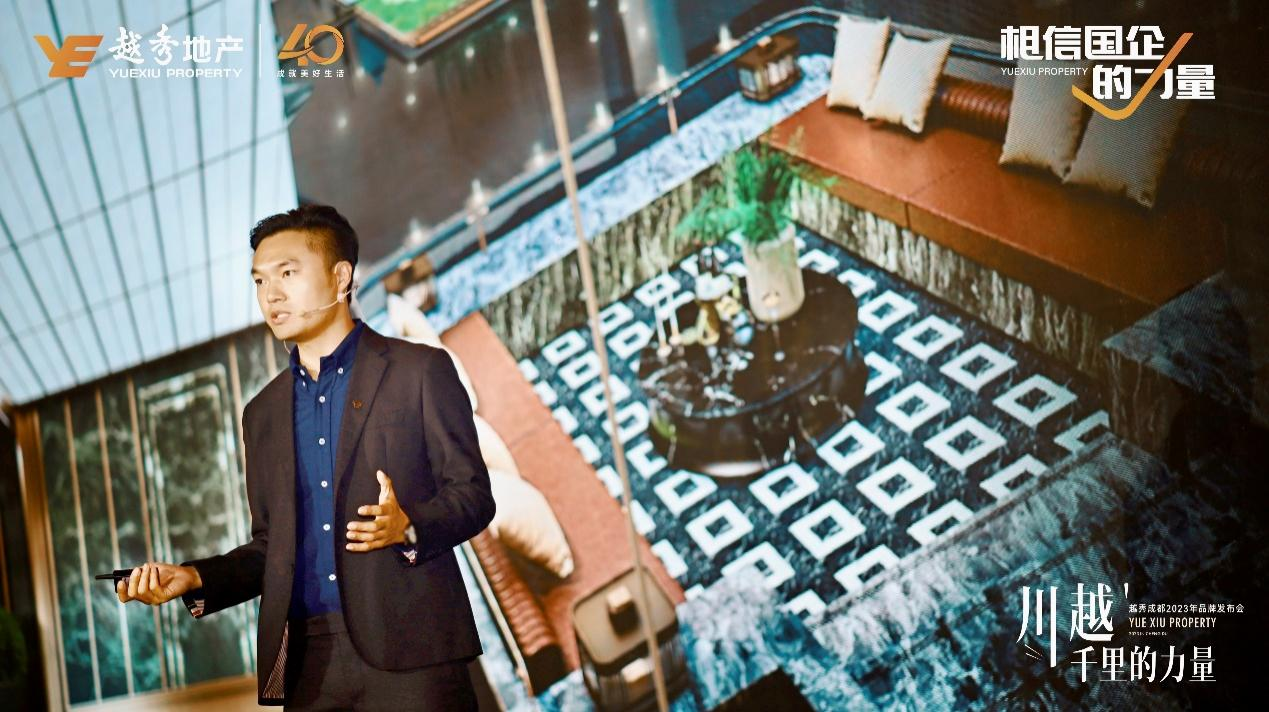 YE 越秀地产
YUEXIU PROPERTY
40
成就美好生活
相信国企
YUEXIU PROPERTY
的力量
川越
越秀成都2023年品牌发布会
YUE XIU PROPERTY
千里的力量